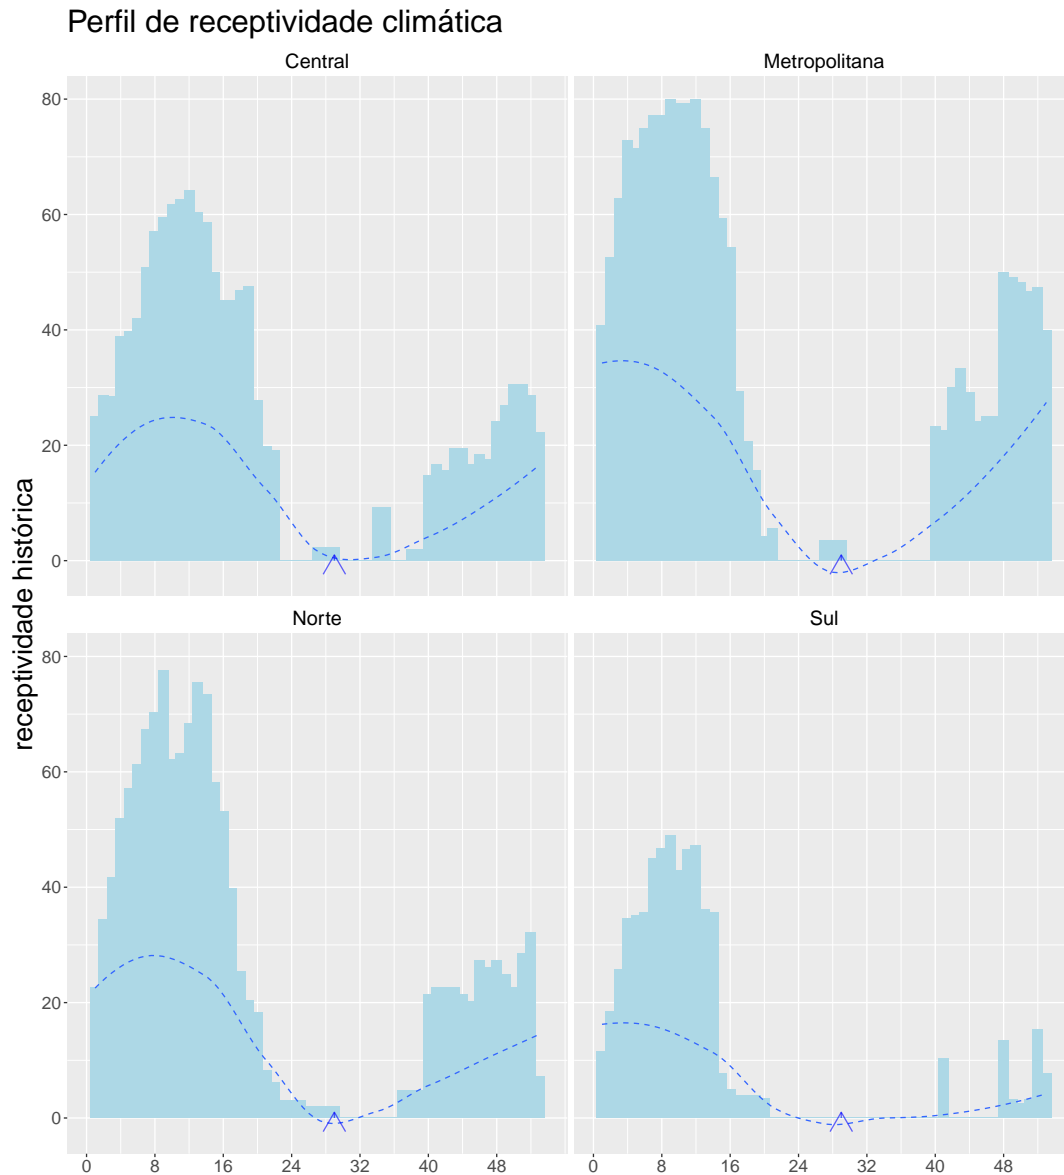 Perfil de receptividade climática
Central
Metropolitana
80
60
40
20
0
Norte
Sul
80
60
40
20
0
receptividade histórica
0 8 16 24 32 40 48
0 8 16 24 32 40 48